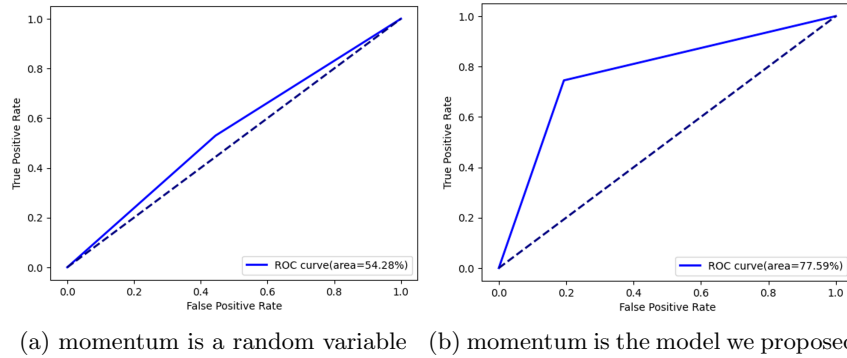 1.0
0.8
0.6
0.4
0.2
0.0
True Positive Rate
ROC curve(area=54.28%)
0.0 0.2 0.4 0.6 0.8 1.0
False Positive Rate
(a) momentum is a random variable
1.0
0.8
0.6
0.4
0.2
0.0
True Positive Rate
ROC curve(area=77.59%)
0.0 0.2 0.4 0.6 0.8 1.0
False Positive Rate
(b) momentum is the model we proposed